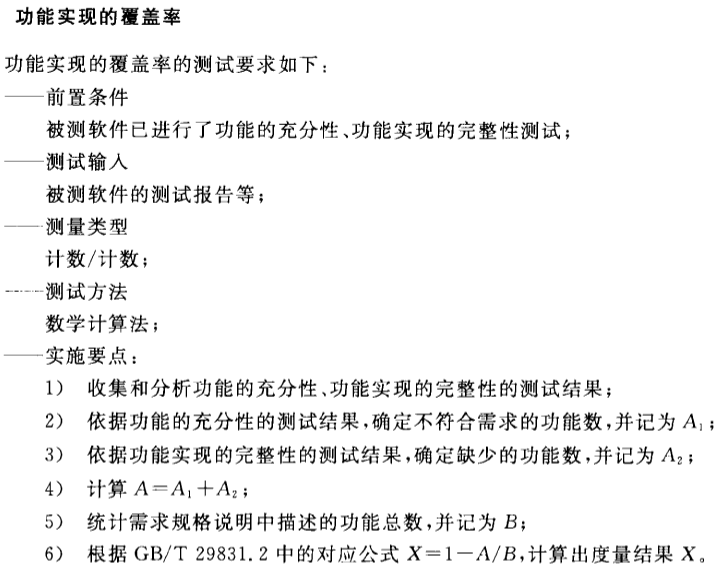 功能实现的覆盖率
功能实现的覆盖率的测试要求如下:
——前置条件
被测软件已进行了功能的充分性、功能实现的完整性测试;
——测试输入
被测软件的测试报告等;
——测量类型
计数/计数;
——测试方法
数学计算法;
——实施要点:
1) 收集和分析功能的充分性、功能实现的完整性的测试结果;
2) 依据功能的充分性的测试结果,确定不符合需求的功能数,并记为 A₁;
3) 依据功能实现的完整性的测试结果,确定缺少的功能数,并记为 A₂;
4) 计算 A=A₁+A₂;
5) 统计需求规格说明中描述的功能总数,并记为 B;
6) 根据 GB/T 29831.2 中的对应公式 X=1-A/B,计算出度量结果 X。